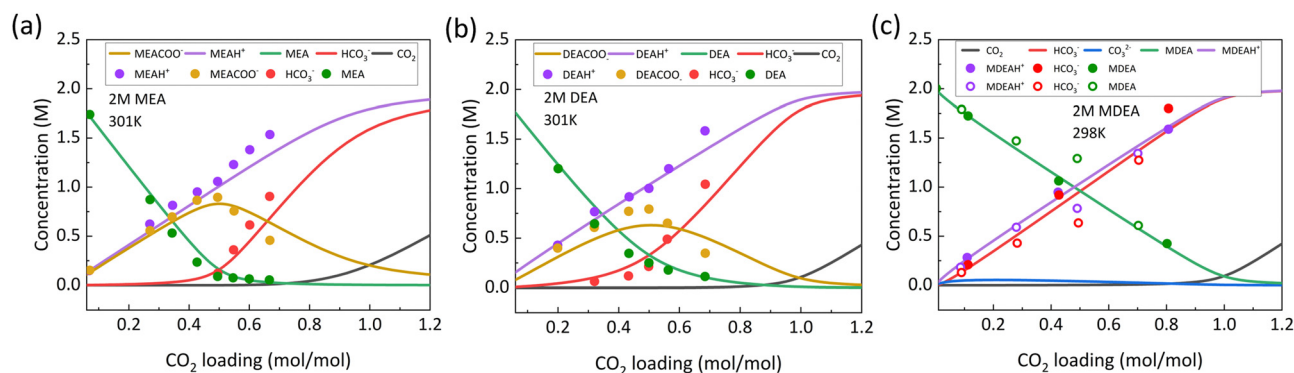 (a)
MEACOO⁻ MEAH⁺ MEA HCO₃⁻ CO₂
MEAH⁺ MEACOO⁻ HCO₃⁻ MEA
2M MEA
301K
Concentration (M)
2.5
2.0
1.5
1.0
0.5
0.0
0.2 0.4 0.6 0.8 1.0 1.2
CO₂ loading (mol/mol)
(b)
DEACOO₋ DEAH⁺ DEA HCO₃⁻ CO₂
DEAH⁺ DEACOO₋ HCO₃⁻ DEA
2M DEA
301K
Concentration (M)
2.5
2.0
1.5
1.0
0.5
0.0
0.2 0.4 0.6 0.8 1.0 1.2
CO₂ loading (mol/mol)
(c)
CO₂ HCO₃⁻ CO₃²⁻ MDEA MDEAH⁺
MDEAH⁺ HCO₃⁻ MDEA
MDEAH⁺ HCO₃⁻ MDEA
2M MDEA
298K
Concentration (M)
2.5
2.0
1.5
1.0
0.5
0.0
0.2 0.4 0.6 0.8 1.0 1.2
CO₂ loading (mol/mol)